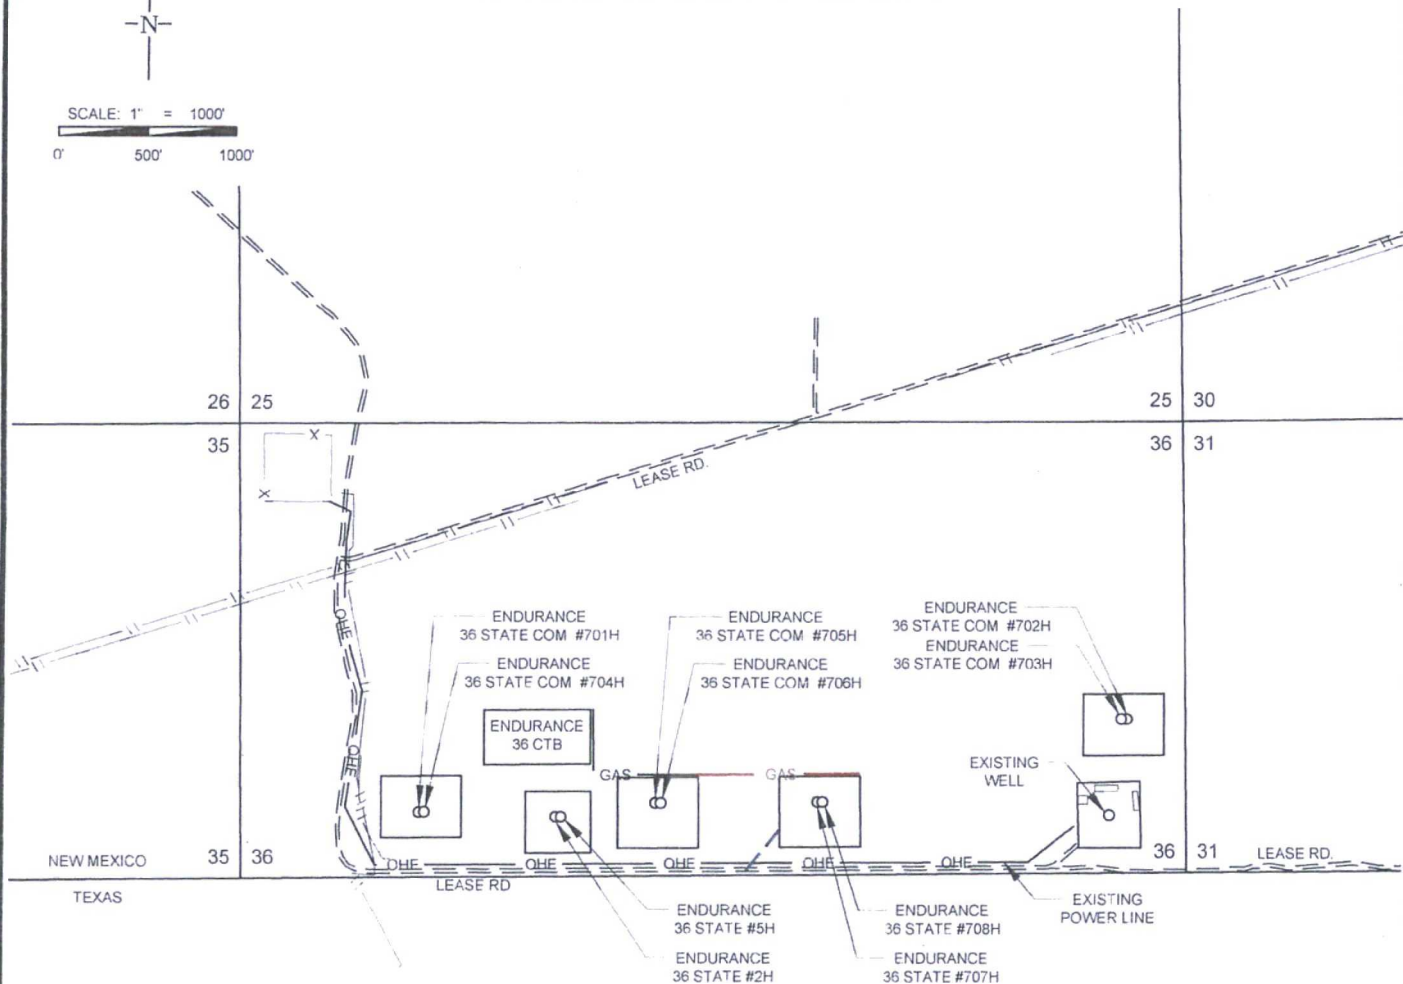 -N-
SCALE: 1" = 1000'
0' 500' 1000'
26 25
25 30
35
36 31
X
X
LEASE RD.
OHE
OHE
ENDURANCE
36 STATE COM #701H
ENDURANCE
36 STATE COM #704H
ENDURANCE
36 STATE COM #705H
ENDURANCE
36 STATE COM #706H
ENDURANCE
36 STATE COM #702H
ENDURANCE
36 STATE COM #703H
ENDURANCE
36 CTB
GAS GAS
EXISTING
WELL
NEW MEXICO
35 36
36 31
LEASE RD.
OHE OHE OHE OHE OHE
TEXAS
LEASE RD
EXISTING
POWER LINE
ENDURANCE
36 STATE #5H
ENDURANCE
36 STATE #2H
ENDURANCE
36 STATE #708H
ENDURANCE
36 STATE #707H